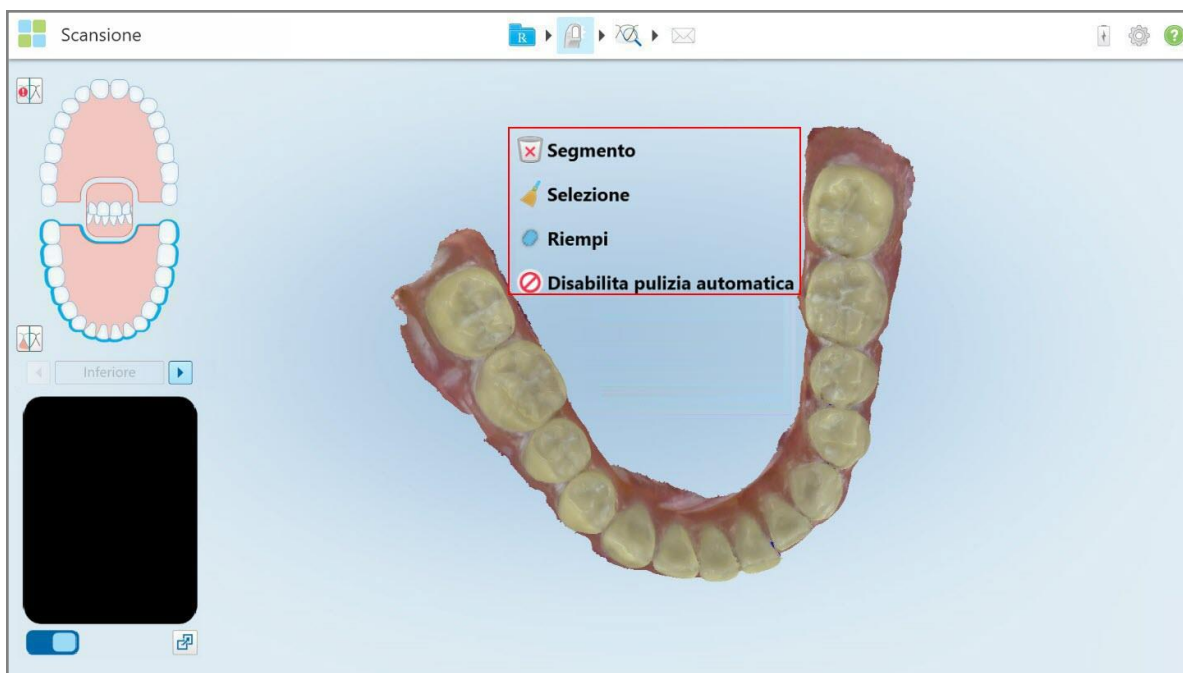 Scansione
R
?
Segmento
Selezione
Riempi
Disabilita pulizia automatica
Inferiore